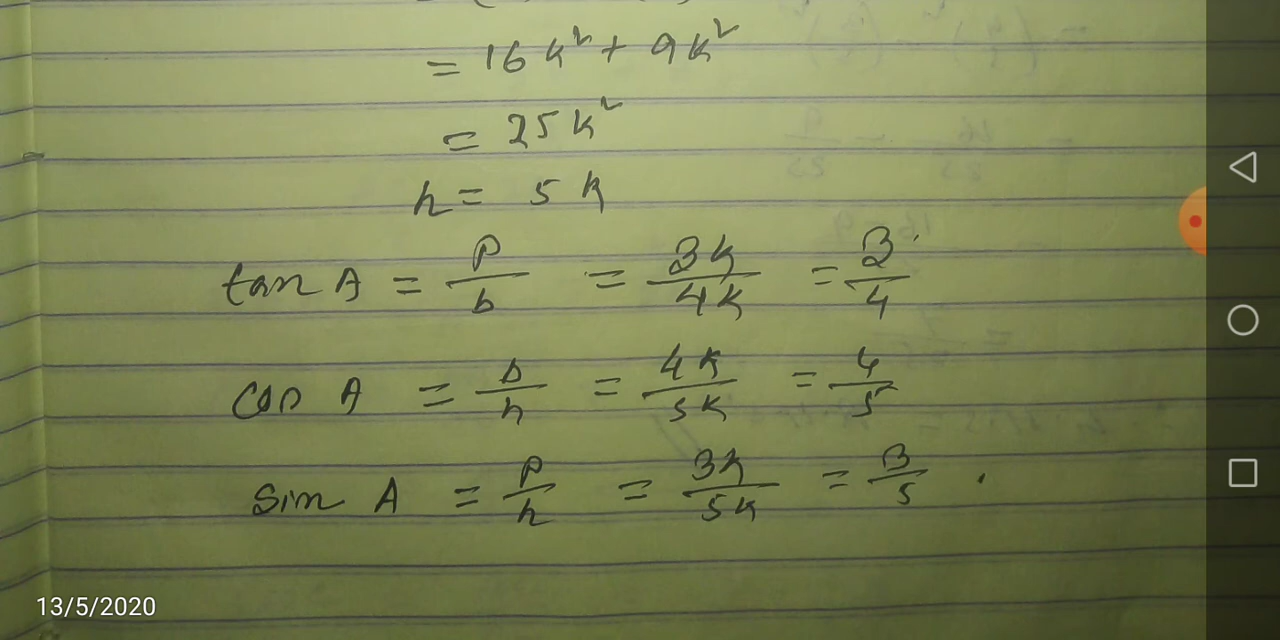 = 16k² + 9k²
= 25k²
h = 5k
tan A = p/b = 3k/4k = 3/4
cos A = b/h = 4k/5k = 4/5
sin A = p/h = 3k/5k = 3/5 .
13/5/2020